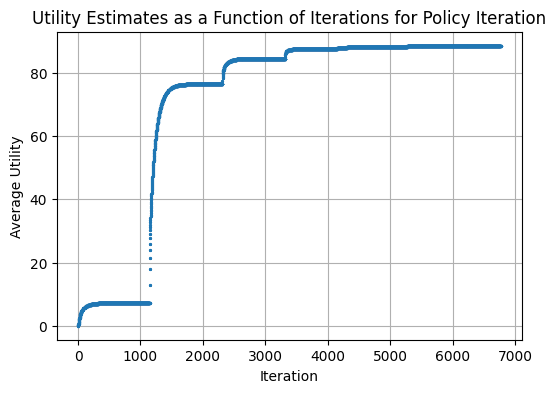 Utility Estimates as a Function of Iterations for Policy Iteration
80
60
40
20
0
Average Utility
0 1000 2000 3000 4000 5000 6000 7000
Iteration